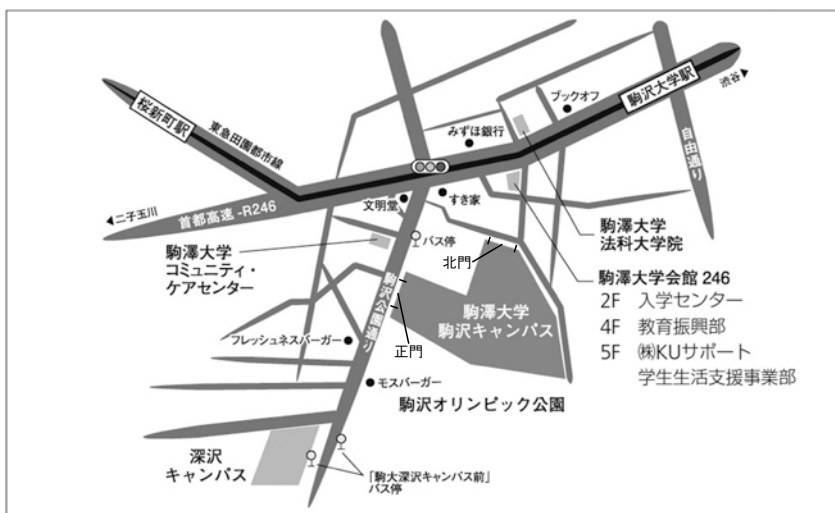 桜新町駅
東急田園都市線
みずほ銀行
ブックオフ
駒沢大学駅
渋谷
自由通り
二子玉川
首都高速-R246
文明堂
すき家
バス停
北門
駒澤大学
法科大学院
駒澤大学
コミュニティ・
ケアセンター
駒澤大学会館 246
2F 入学センター
4F 教育振興部
5F ㈱KUサポート
学生生活支援事業部
駒沢公園通り
正門
駒澤大学
駒沢キャンパス
フレッシュネスバーガー
モスバーガー
駒沢オリンピック公園
深沢
キャンパス
「駒大深沢キャンパス前」
バス停